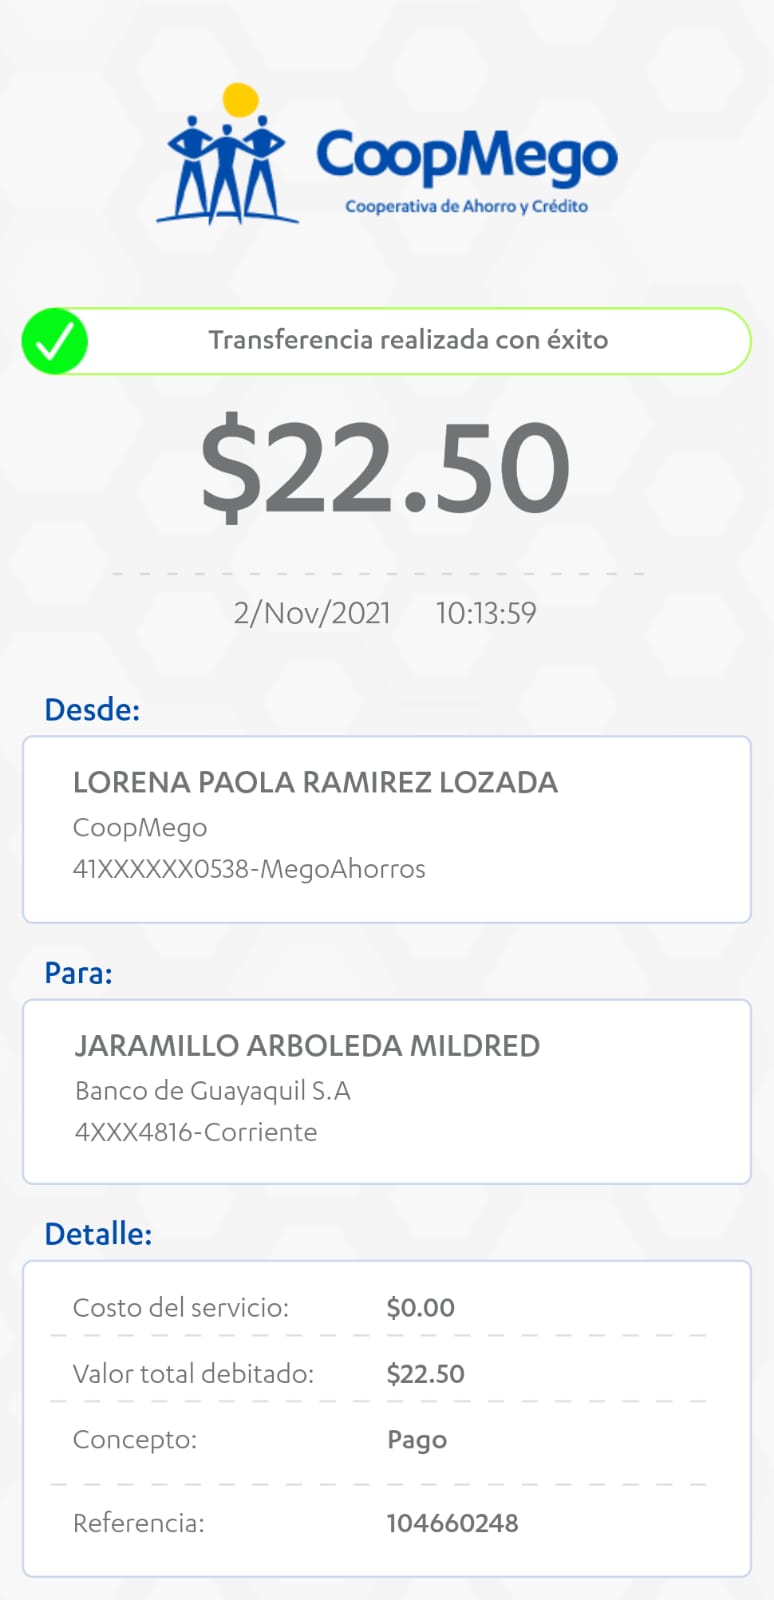 CoopMego
Cooperativa de Ahorro y Crédito
Transferencia realizada con éxito
$22.50
2/Nov/2021 10:13:59
Desde:
LORENA PAOLA RAMIREZ LOZADA
CoopMego
41XXXXXX0538-MegoAhorros
Para:
JARAMILLO ARBOLEDA MILDRED
Banco de Guayaquil S.A
4XXX4816-Corriente
Detalle:
Costo del servicio: $0.00
Valor total debitado: $22.50
Concepto: Pago
Referencia: 104660248